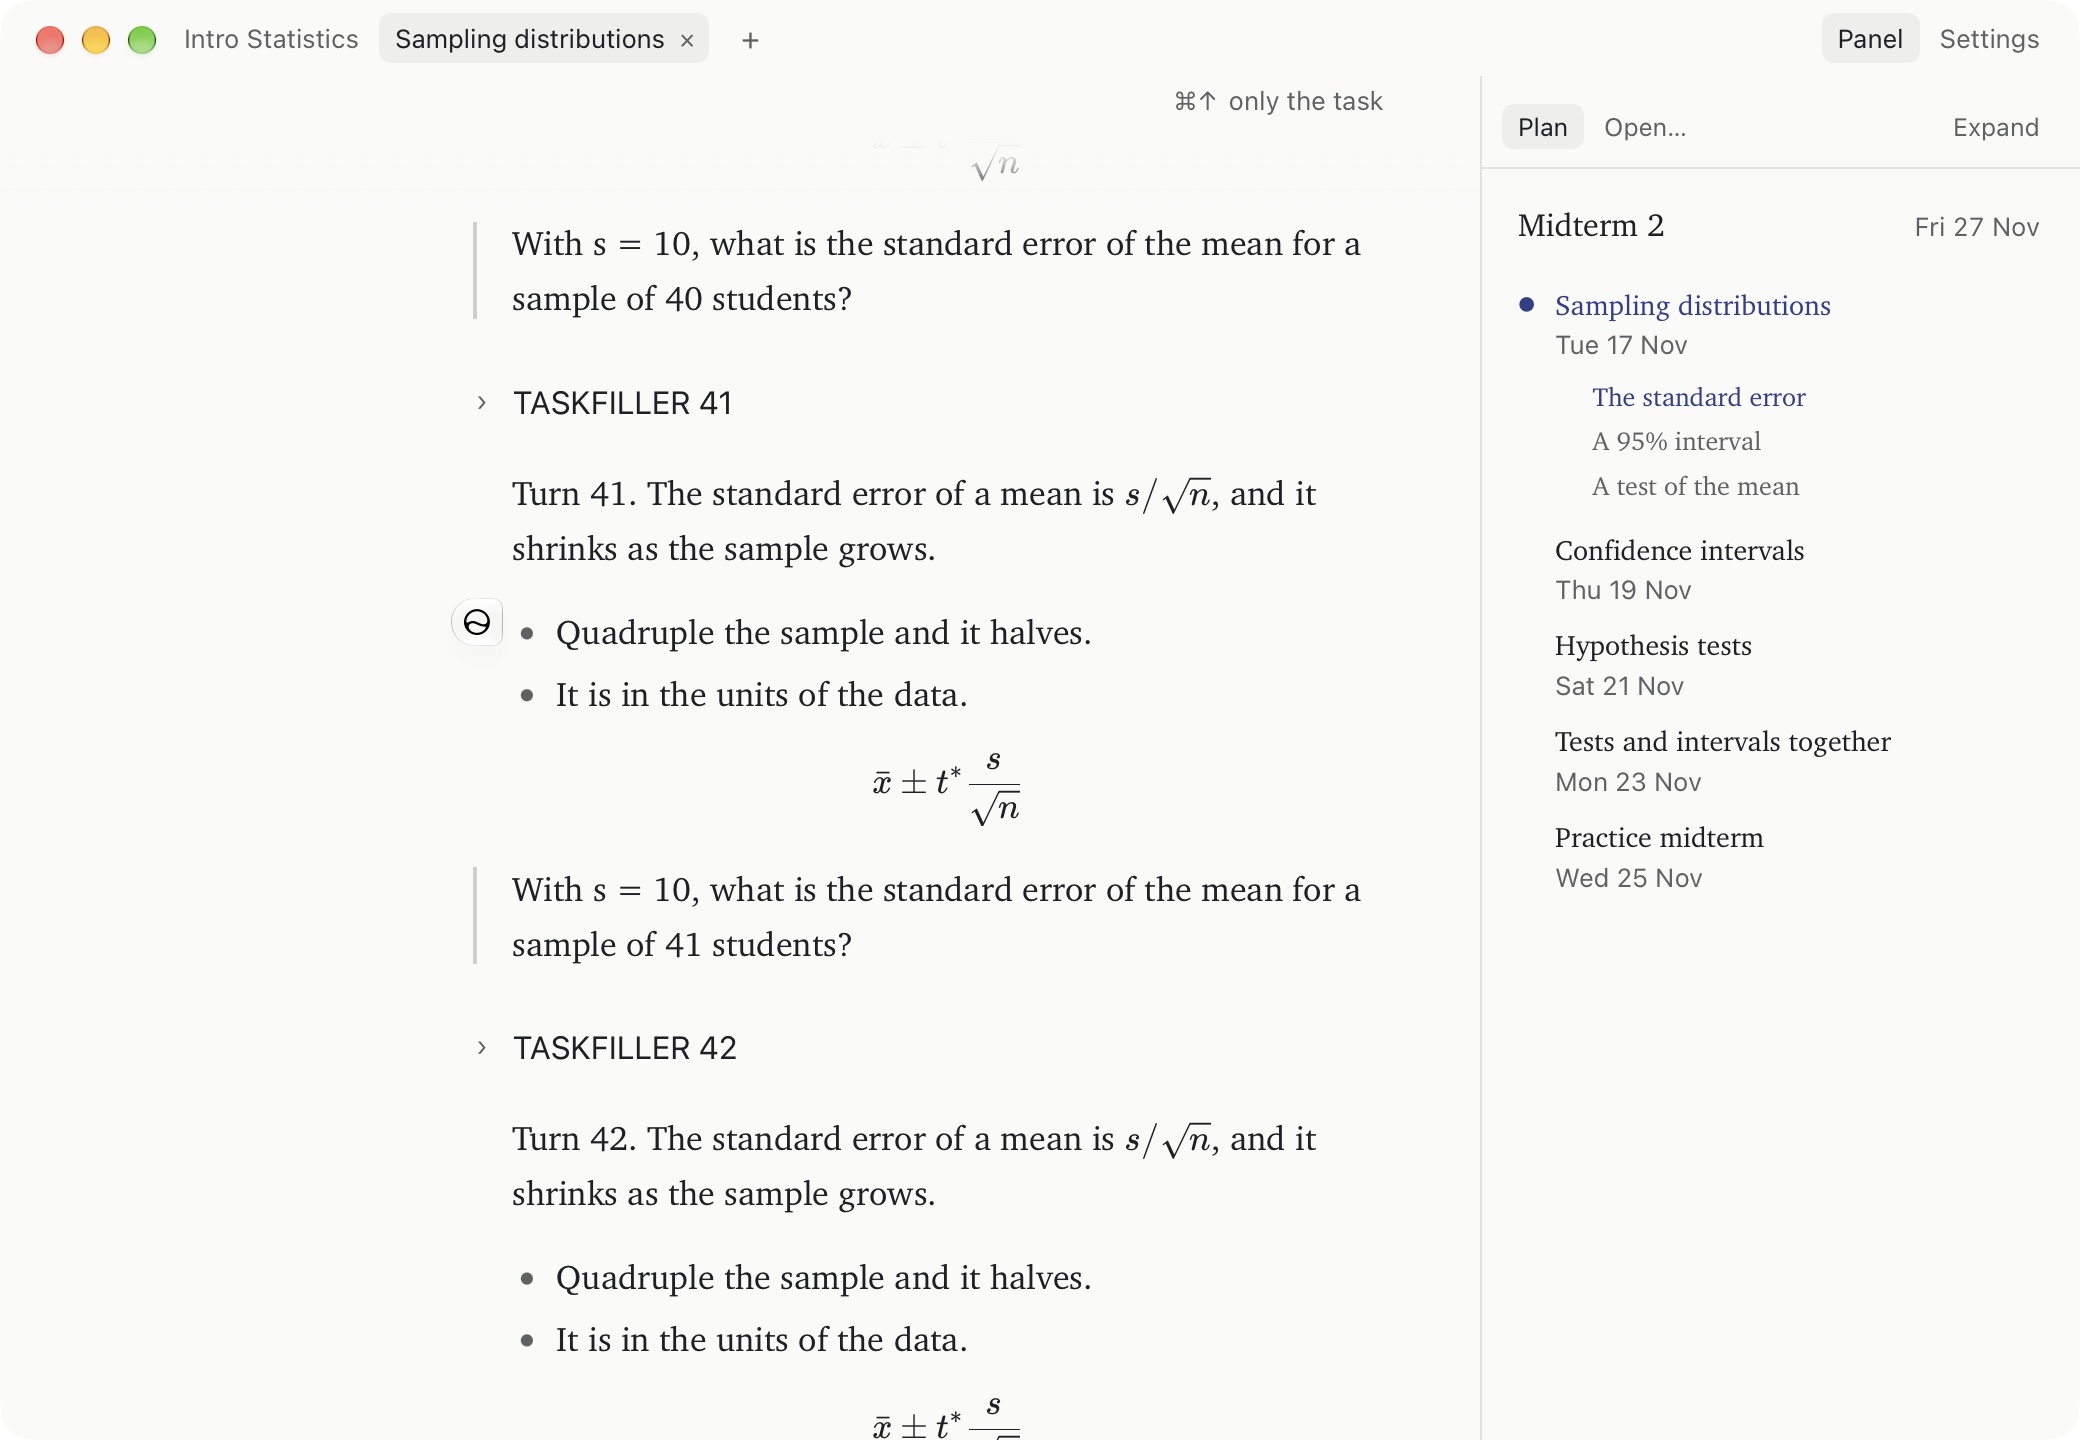 Intro Statistics
Sampling distributions ×
+
Panel
Settings
⌘↑ only the task
Plan
Open...
Expand
√n
With s = 10, what is the standard error of the mean for a
sample of 40 students?
› TASKFILLER 41
Turn 41. The standard error of a mean is s/√n, and it
shrinks as the sample grows.
• Quadruple the sample and it halves.
• It is in the units of the data.
x̄ ± t* s/√n
With s = 10, what is the standard error of the mean for a
sample of 41 students?
› TASKFILLER 42
Turn 42. The standard error of a mean is s/√n, and it
shrinks as the sample grows.
• Quadruple the sample and it halves.
• It is in the units of the data.
x̄ ± t* s
Midterm 2
Fri 27 Nov
Sampling distributions
Tue 17 Nov
The standard error
A 95% interval
A test of the mean
Confidence intervals
Thu 19 Nov
Hypothesis tests
Sat 21 Nov
Tests and intervals together
Mon 23 Nov
Practice midterm
Wed 25 Nov